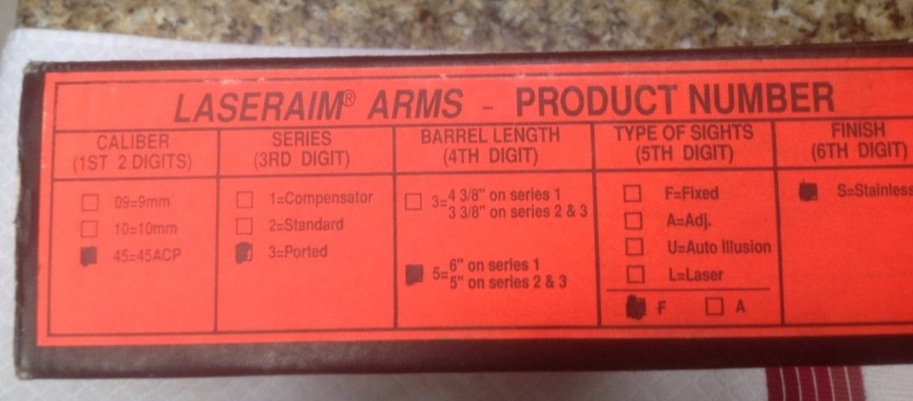 LASERAIM® ARMS - PRODUCT NUMBER
CALIBER
(1ST 2 DIGITS)
09=9mm
10=10mm
45=45ACP
SERIES
(3RD DIGIT)
1=Compensator
2=Standard
3=Ported
BARREL LENGTH
(4TH DIGIT)
3=4 3/8" on series 1
3 3/8" on series 2 & 3
5=6" on series 1
5" on series 2 & 3
TYPE OF SIGHTS
(5TH DIGIT)
F=Fixed
A=Adj.
U=Auto Illusion
L=Laser
F A
FINISH
(6TH DIGIT)
S=Stainless